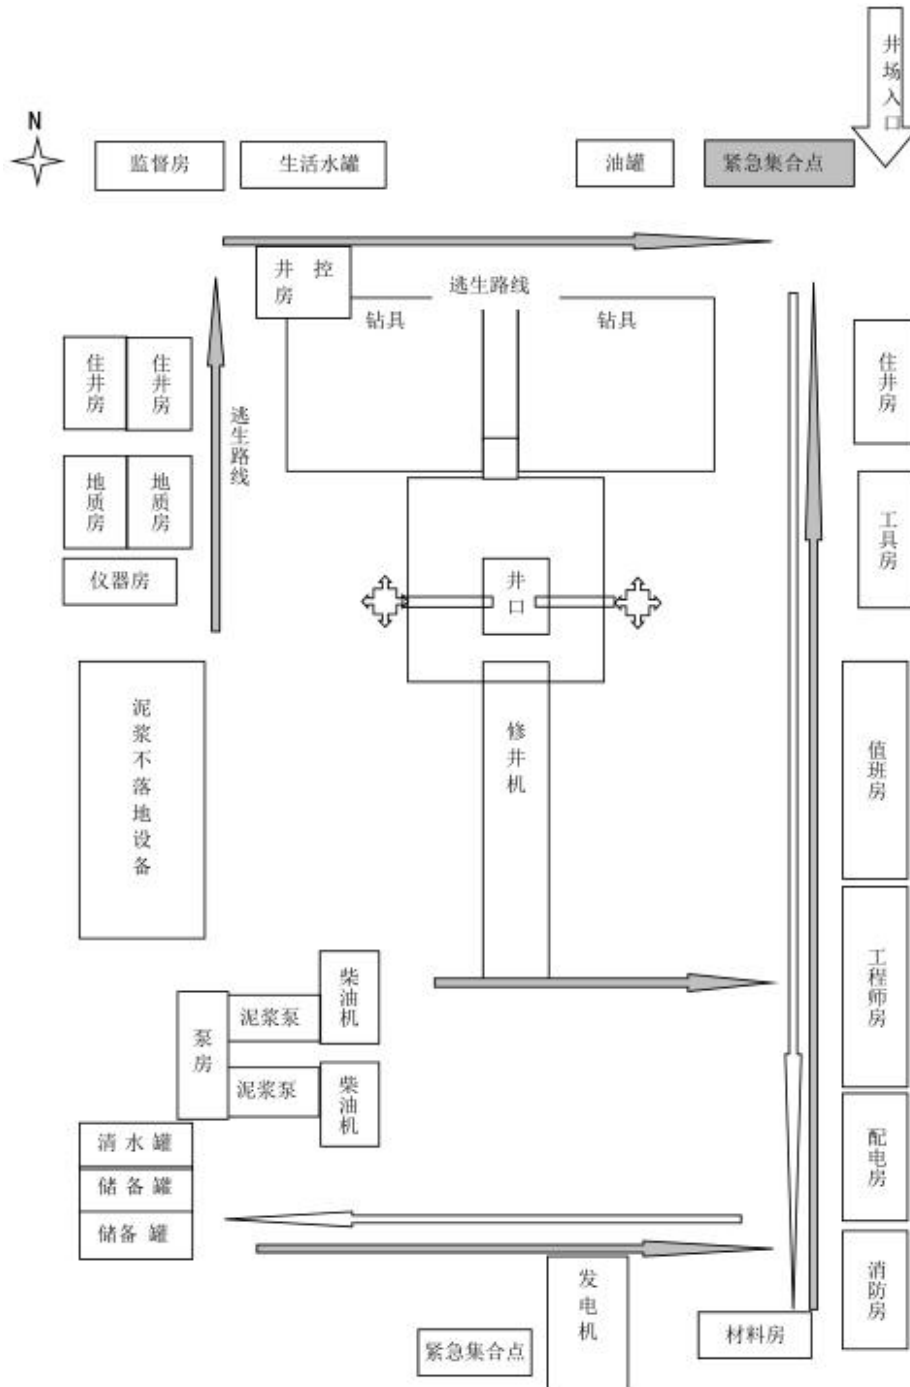 井场入口
N
监督房
生活水罐
油罐
紧急集合点
井 控
房
逃生路线
钻具
钻具
住井房
住井房
住井房
逃生路线
地质房
地质房
工具房
仪器房
井口
泥浆不落地设备
修井机
值班房
工程师房
柴油机
泥浆泵
泵房
泥浆泵
柴油机
清 水 罐
储 备 罐
储备 罐
配电房
消防房
发电机
材料房
紧急集合点